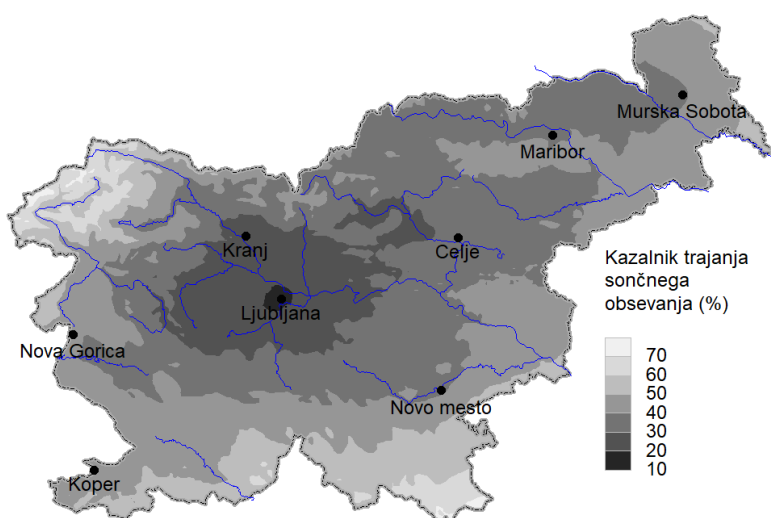 Murska Sobota
Maribor
Kranj
Celje
Ljubljana
Nova Gorica
Novo mesto
Koper
Kazalnik trajanja
sončnega
obsevanja (%)
70
60
50
40
30
20
10